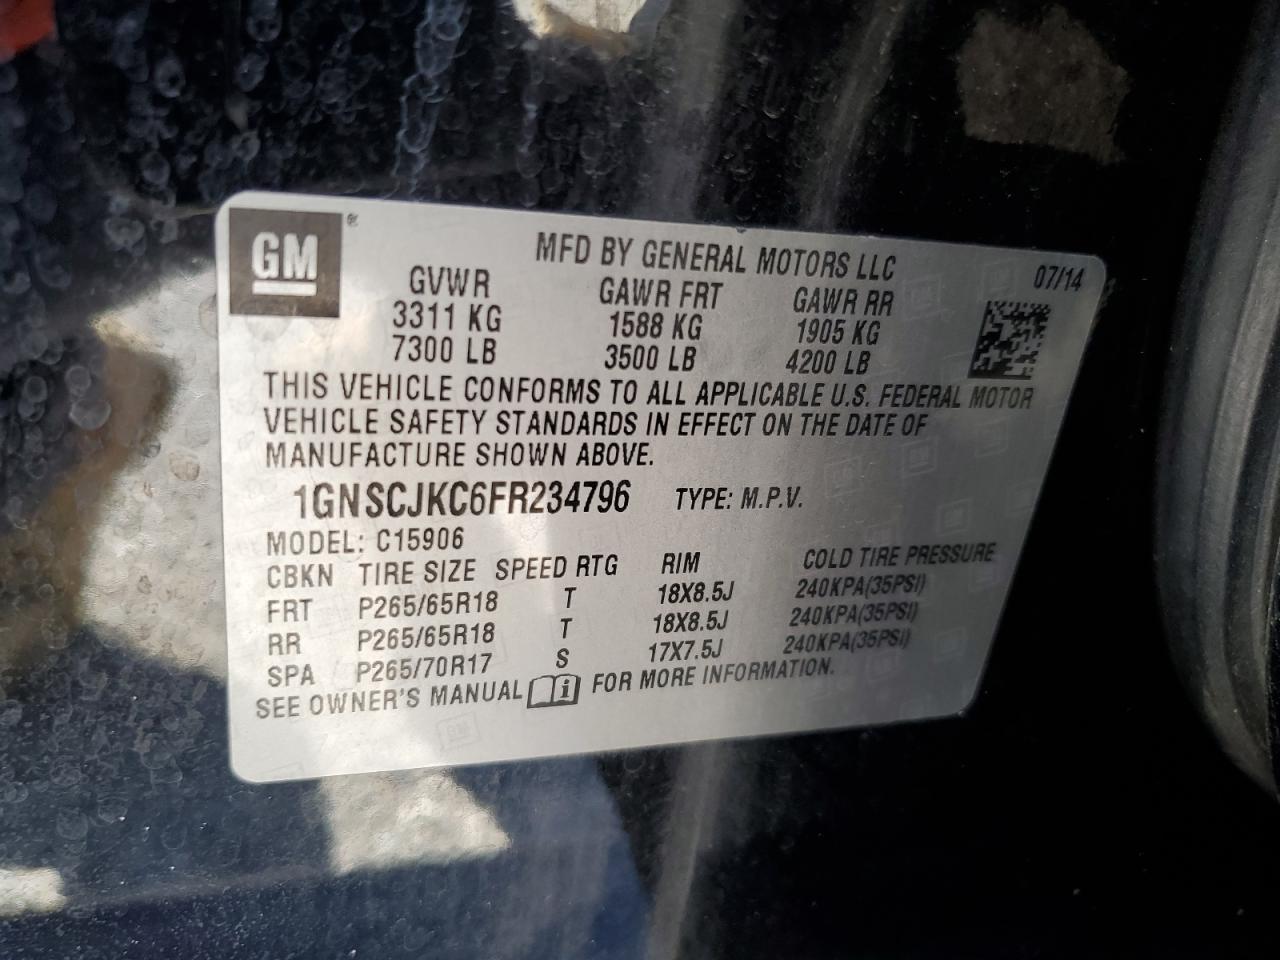 GM ®
MFD BY GENERAL MOTORS LLC 07/14
GVWR GAWR FRT GAWR RR
3311 KG 1588 KG 1905 KG
7300 LB 3500 LB 4200 LB
THIS VEHICLE CONFORMS TO ALL APPLICABLE U.S. FEDERAL MOTOR
VEHICLE SAFETY STANDARDS IN EFFECT ON THE DATE OF
MANUFACTURE SHOWN ABOVE.
1GNSCJKC6FR234796 TYPE: M.P.V.
MODEL: C15906
CBKN TIRE SIZE SPEED RTG RIM COLD TIRE PRESSURE
FRT P265/65R18 T 18X8.5J 240KPA(35PSI)
RR P265/65R18 T 18X8.5J 240KPA(35PSI)
SPA P265/70R17 S 17X7.5J 240KPA(35PSI)
SEE OWNER'S MANUAL i FOR MORE INFORMATION.